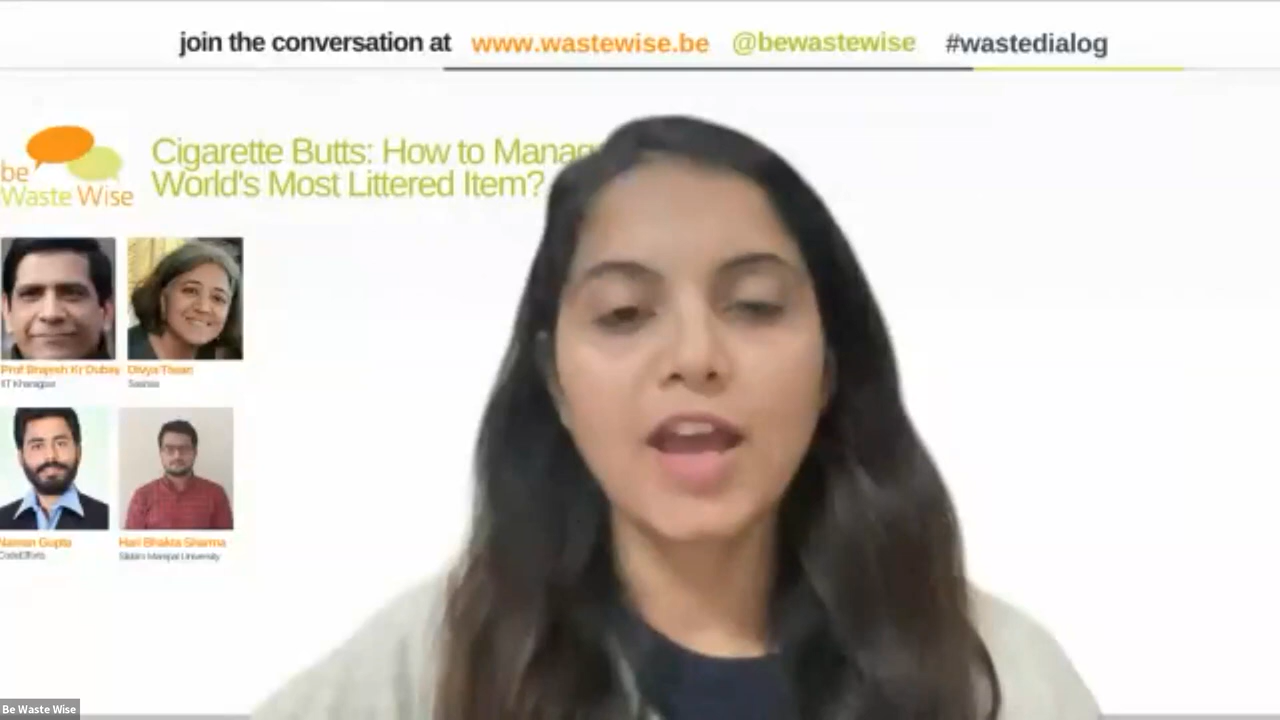 join the conversation at www.wastewise.be @bewastewise #wastedialog
be
Waste Wise
Cigarette Butts: How to Manag
World's Most Littered Item?
Prof Brajesh Kr Dubey
IIT Kharagpur
Divya Tiwari
Saahas
Naman Gupta
Code Efforts
Hari Bhakta Sharma
Sikkim Manipal University
Be Waste Wise